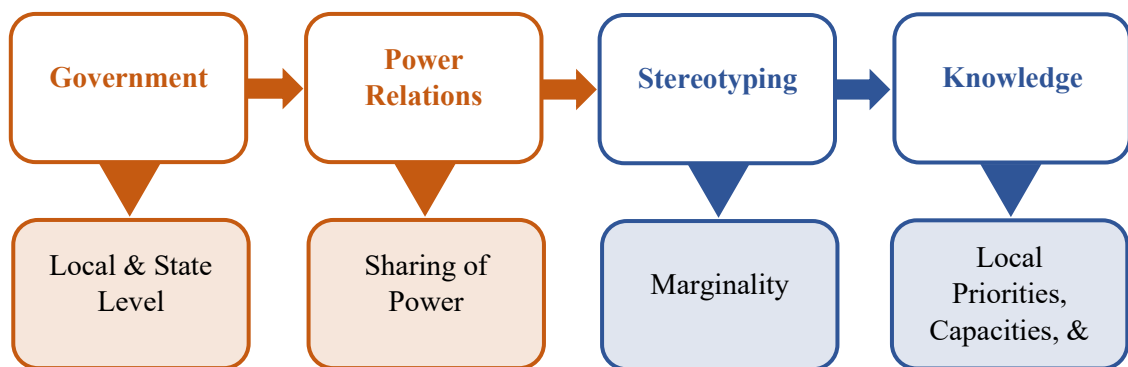 Government
Power
Relations
Stereotyping
Knowledge
Local & State
Level
Sharing of
Power
Marginality
Local
Priorities,
Capacities, &